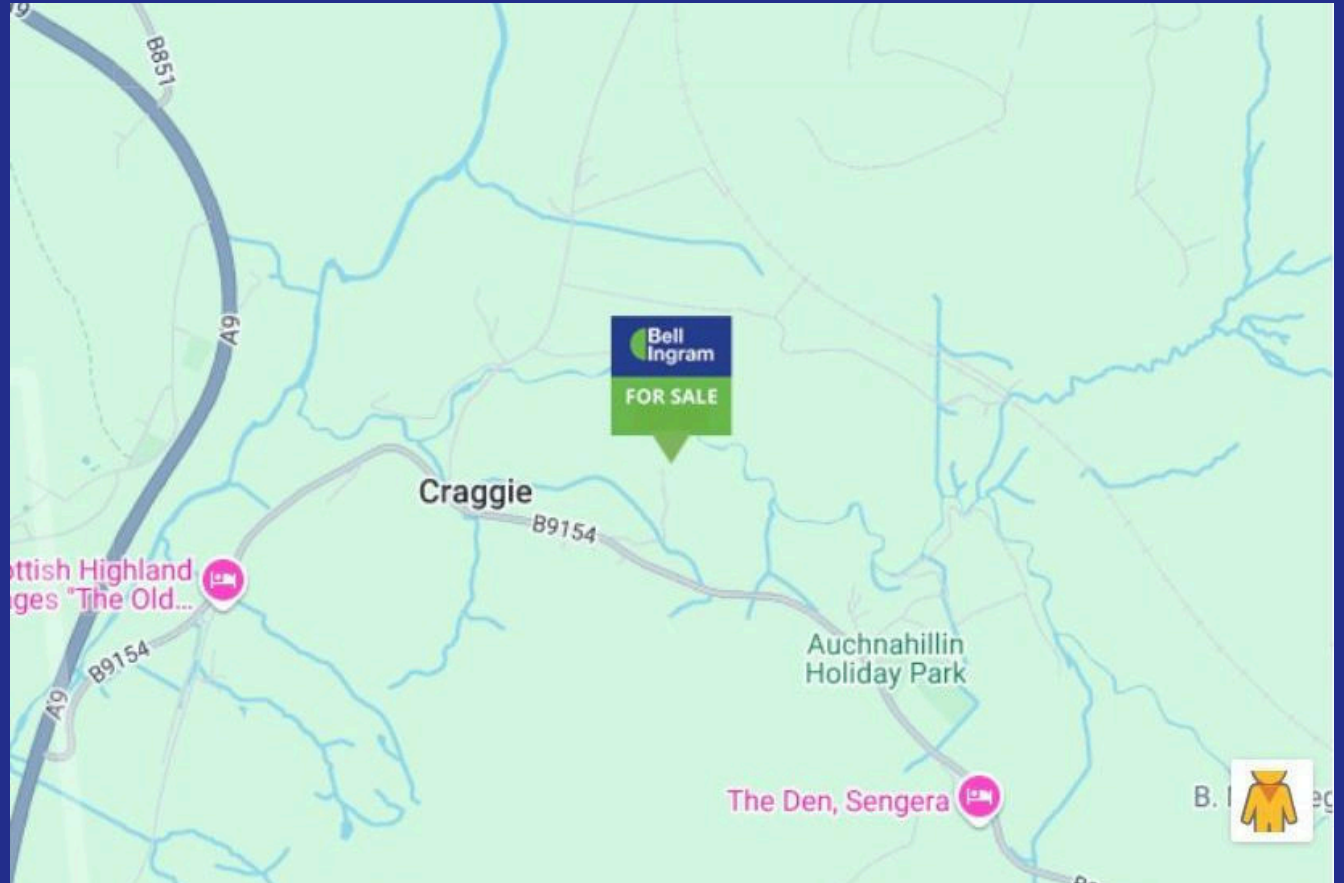 9
B851
A9
Bell
Ingram
FOR SALE
Craggie
B9154
ottish Highland
ges "The Old...
B9154
A9
Auchnahillin
Holiday Park
The Den, Sengera
B.